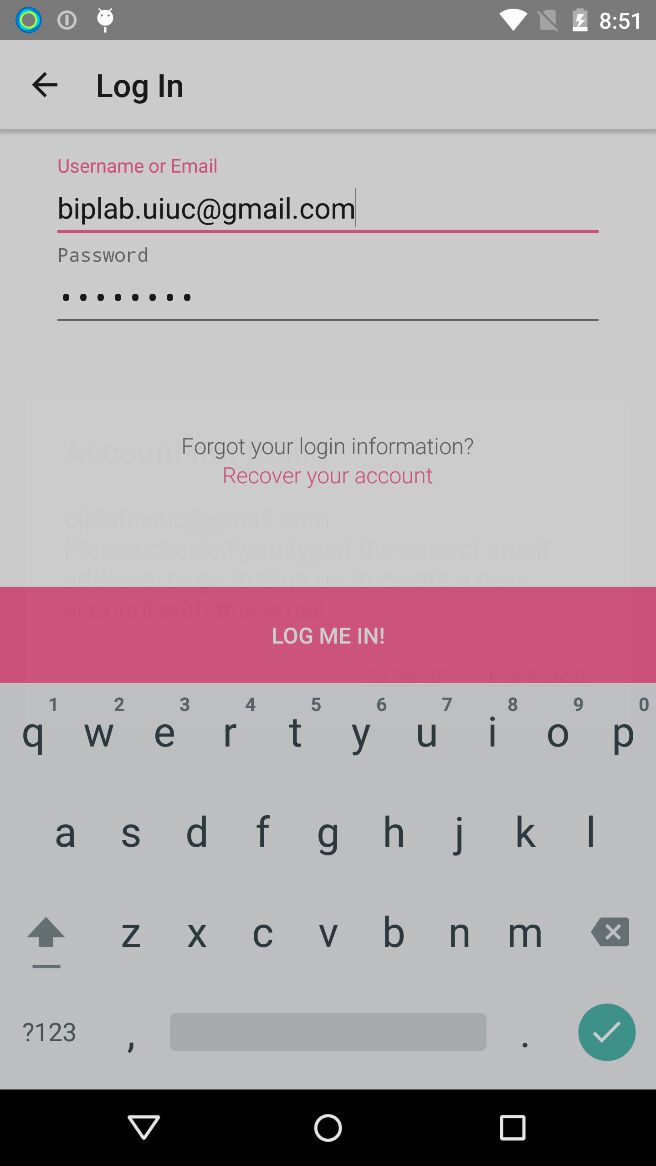 8:51
Log In
Username or Email
biplab.uiuc@gmail.com
Password
Forgot your login information?
Recover your account
biplab.uiuc@gmail.com
Please check if you typed the correct email
address, or go to Sign up to create a new
account with this email.
LOG ME IN!
1 2 3 4 5 6 7 8 9 0
q w e r t y u i o p
a s d f g h j k l
z x c v b n m
?123 , .